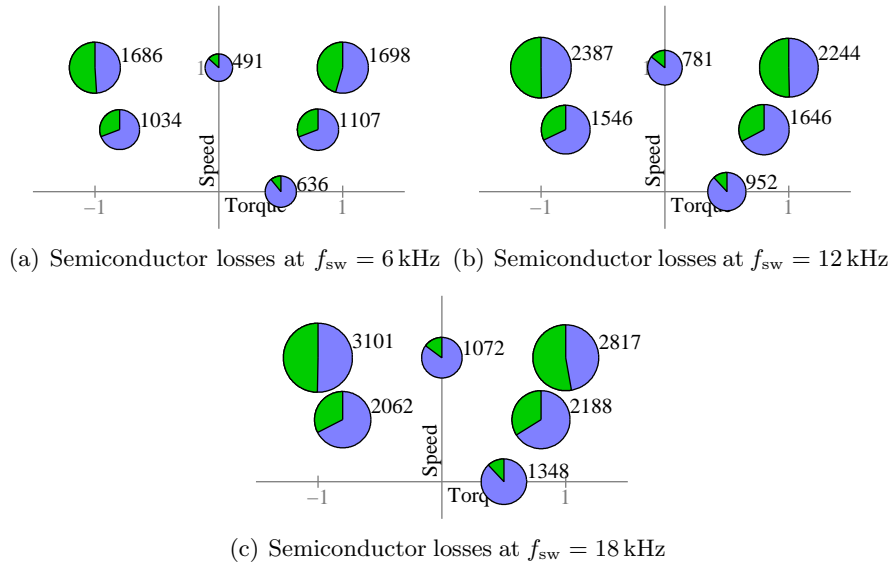 1686
491
1698
1
1034
1107
Speed
636
−1
Torque
1
(a) Semiconductor losses at fsw = 6 kHz
2387
781
2244
1
1546
1646
Speed
952
−1
Torque
1
(b) Semiconductor losses at fsw = 12 kHz
3101
1072
2817
2062
2188
Speed
1348
−1
Torque
1
(c) Semiconductor losses at fsw = 18 kHz